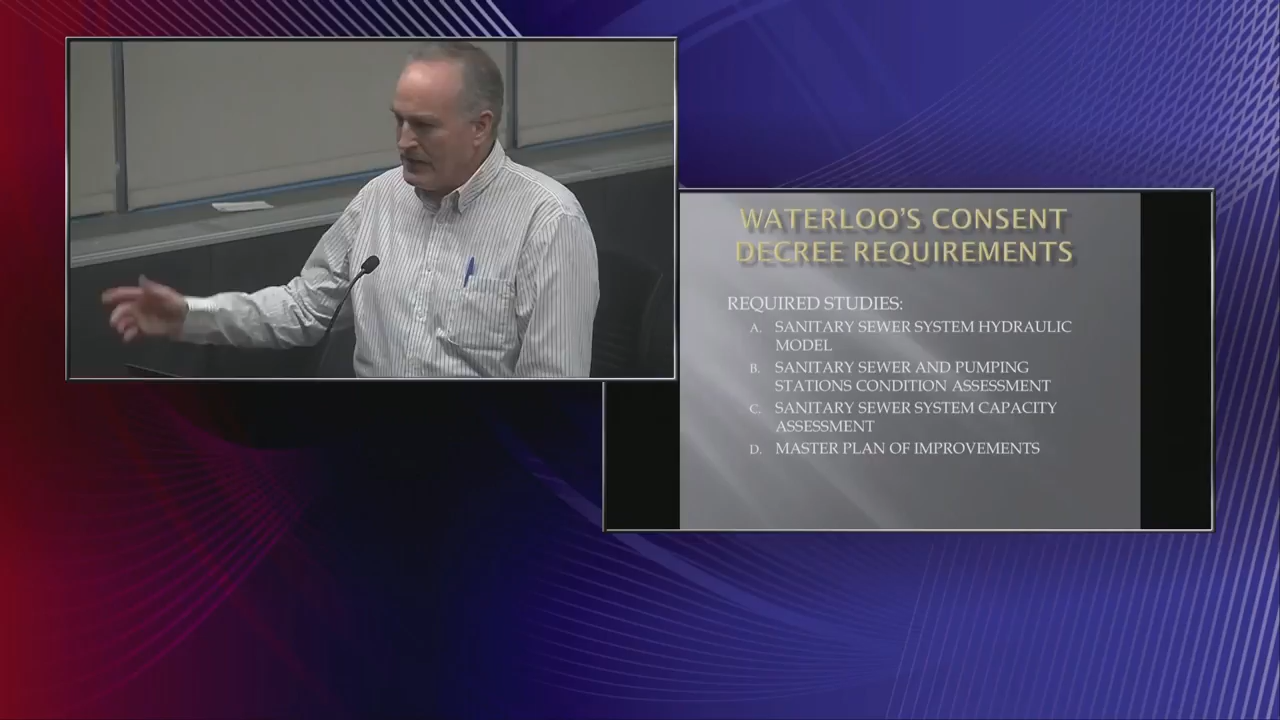 WATERLOO'S CONSENT
DECREE REQUIREMENTS
REQUIRED STUDIES:
A. SANITARY SEWER SYSTEM HYDRAULIC
MODEL
B. SANITARY SEWER AND PUMPING
STATIONS CONDITION ASSESSMENT
C. SANITARY SEWER SYSTEM CAPACITY
ASSESSMENT
D. MASTER PLAN OF IMPROVEMENTS